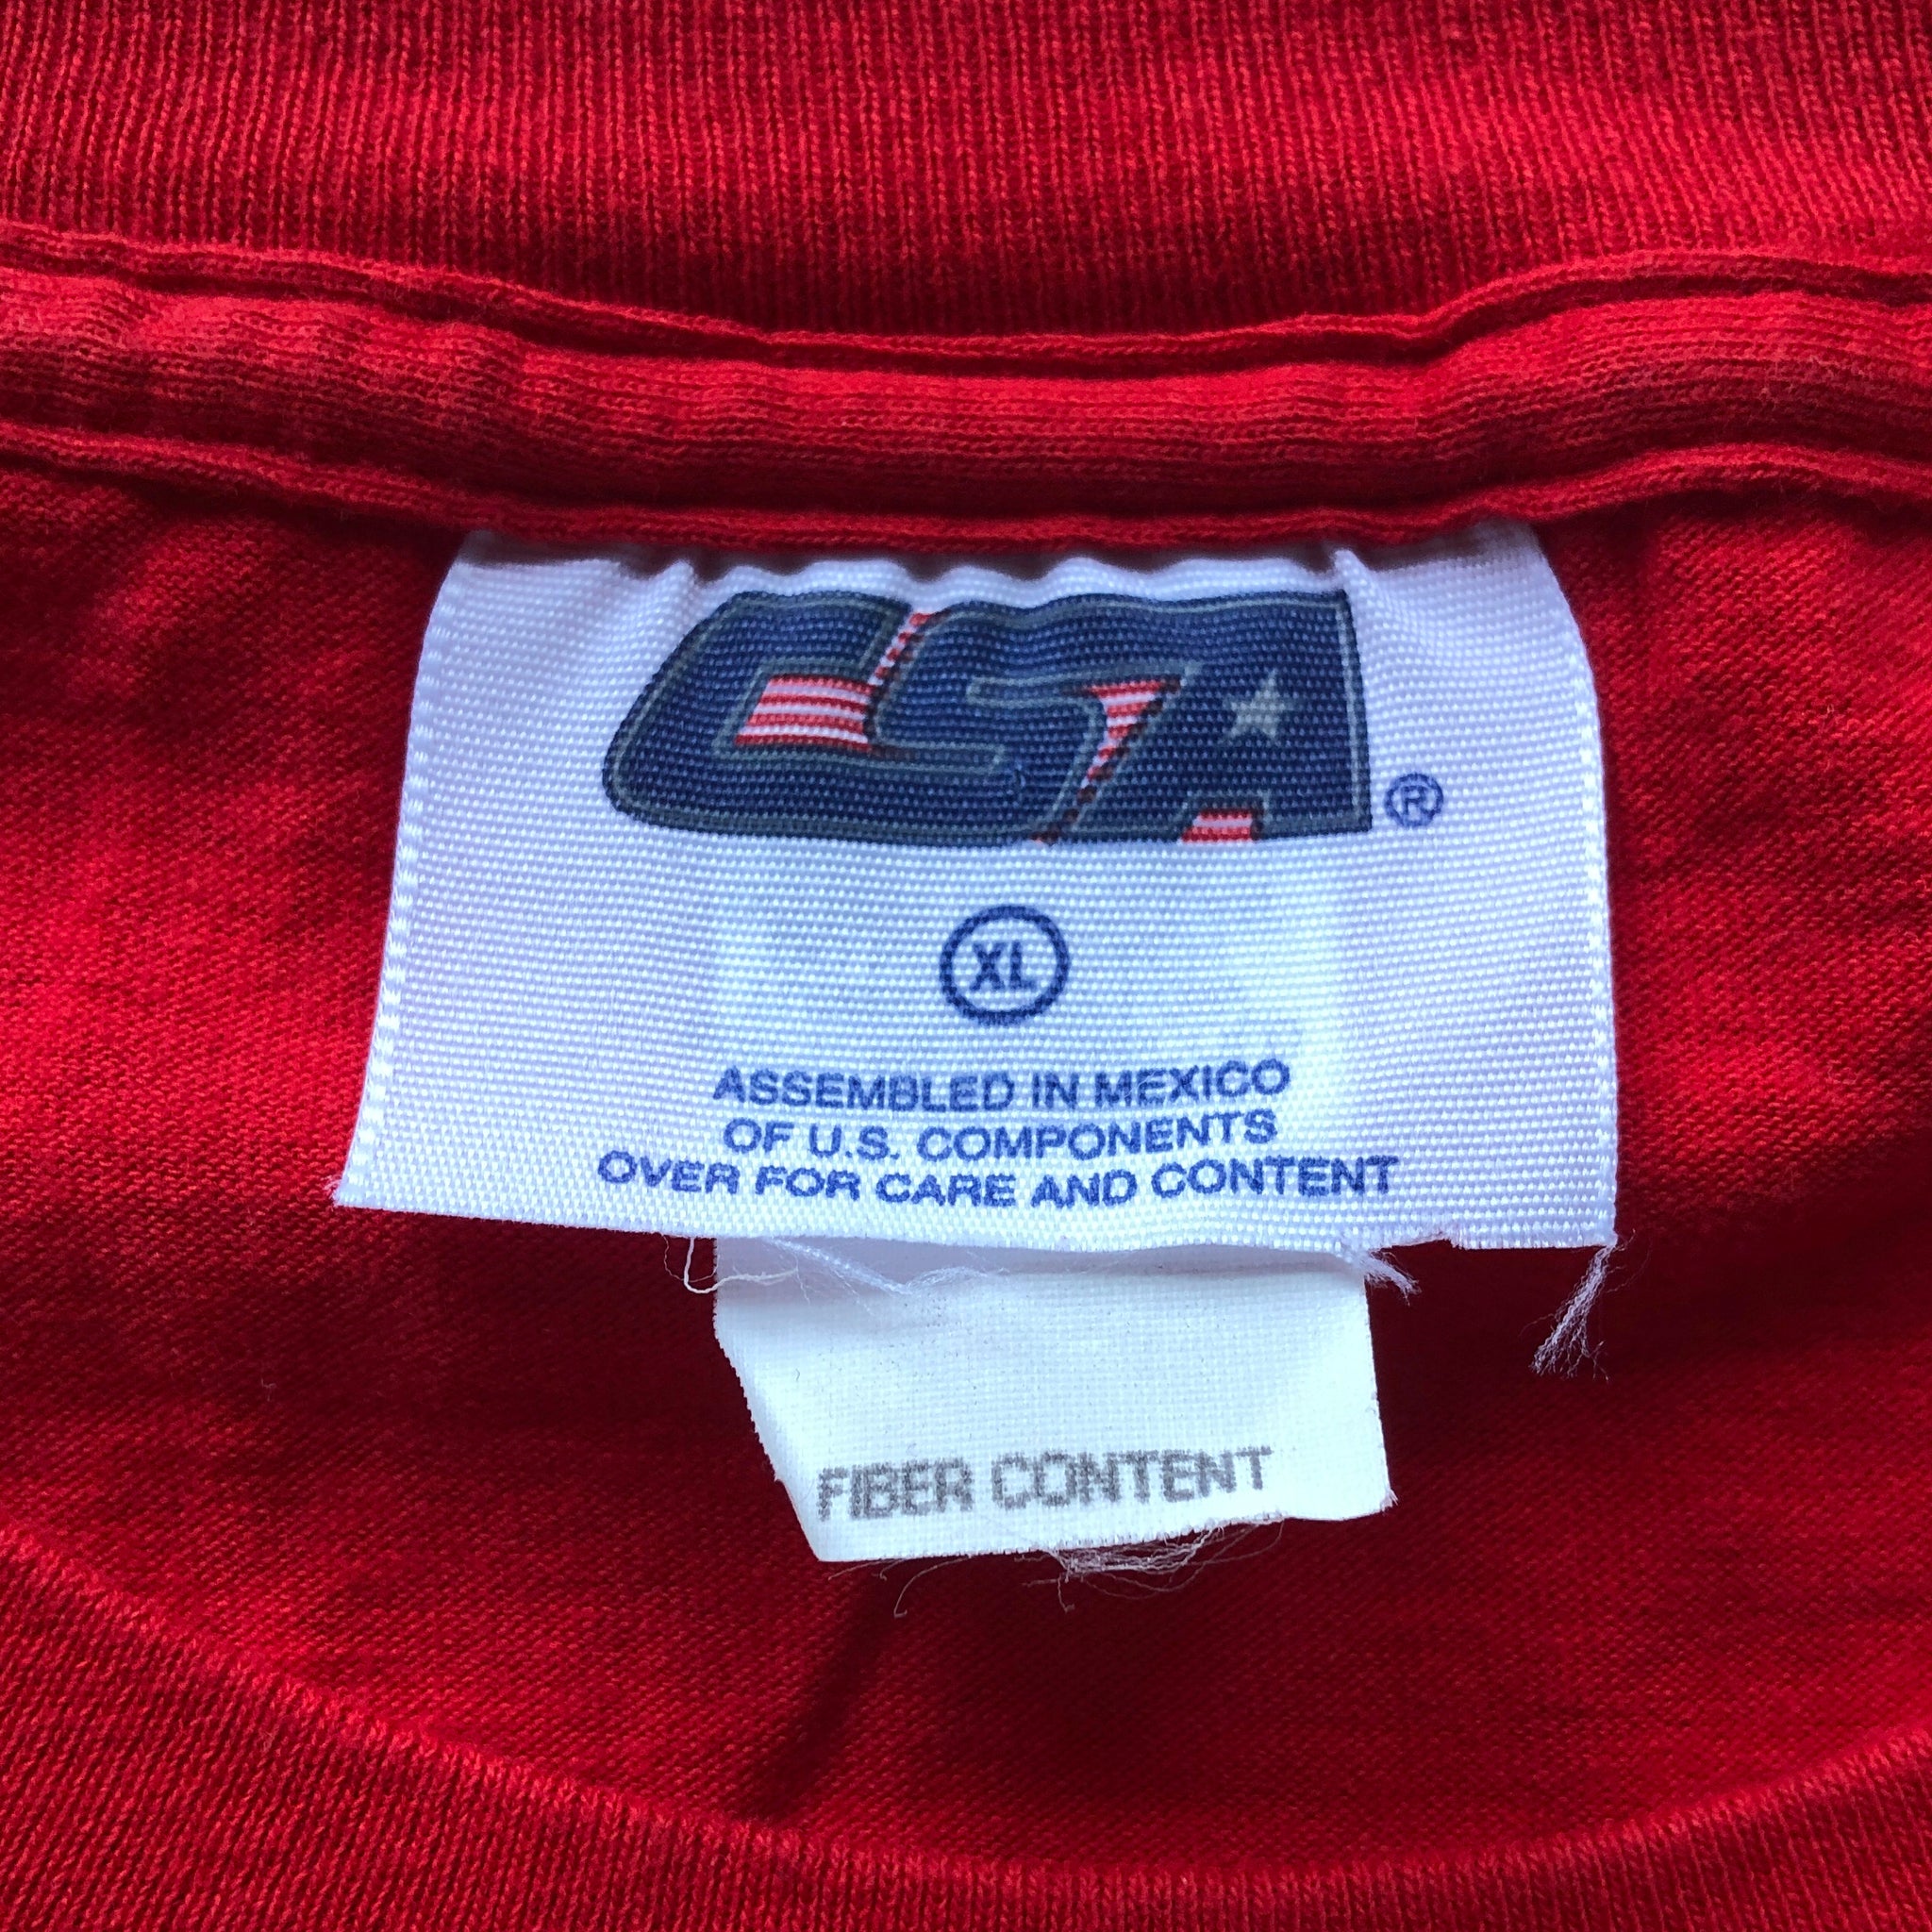 CSA ®
XL
ASSEMBLED IN MEXICO
OF U.S. COMPONENTS
OVER FOR CARE AND CONTENT
FIBER CONTENT